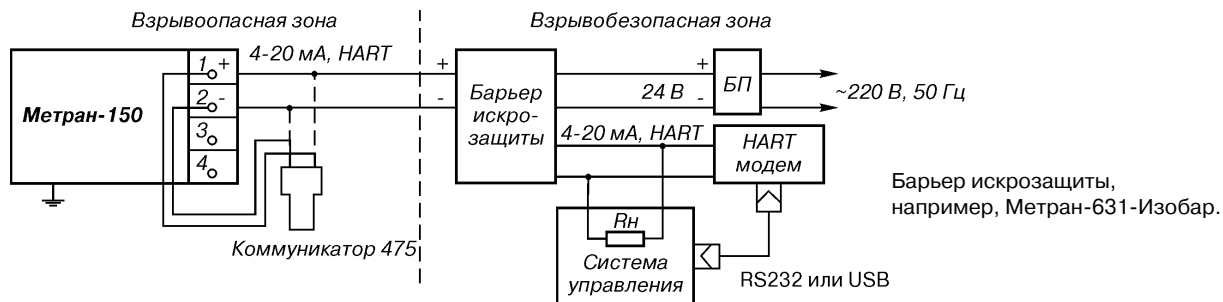 Взрывоопасная зона
Взрывобезопасная зона
4-20 мА, HART
Метран-150
1 +
2 -
3
4
Коммуникатор 475
+
-
Барьер
искро-
защиты
+
24 В
-
БП
~220 В, 50 Гц
4-20 мА, HART
HART
модем
Rн
Система
управления
RS232 или USB
Барьер искрозащиты,
например, Метран-631-Изобар.